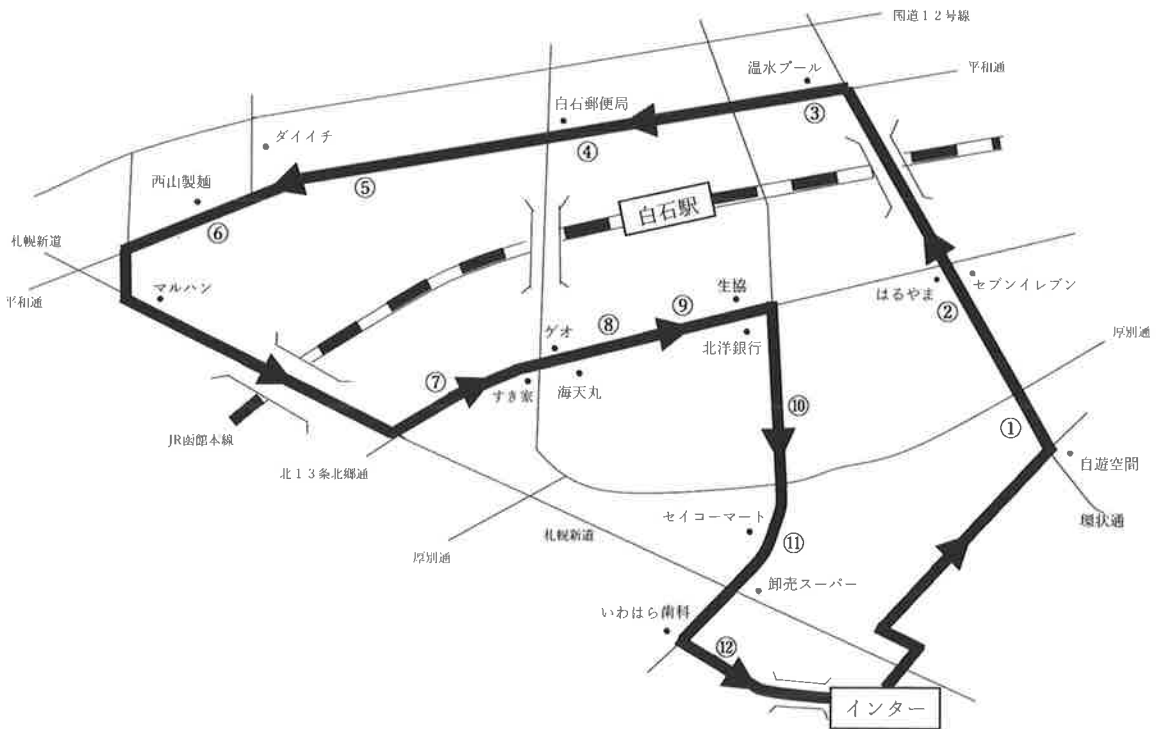 国道１２号線
温水プール
平和通
③
白石郵便局
④
ダイイチ
⑤
西山製麺
⑥
白石駅
札幌新道
平和通
マルハン
生協
⑨
はるやま
セブンイレブン
②
⑧
ゲオ
北洋銀行
厚別通
⑦
すき家
海天丸
⑩
①
JR函館本線
北１３条北郷通
自遊空間
環状通
セイコーマート
札幌新道
厚別通
⑪
卸売スーパー
いわはら歯科
⑫
インター